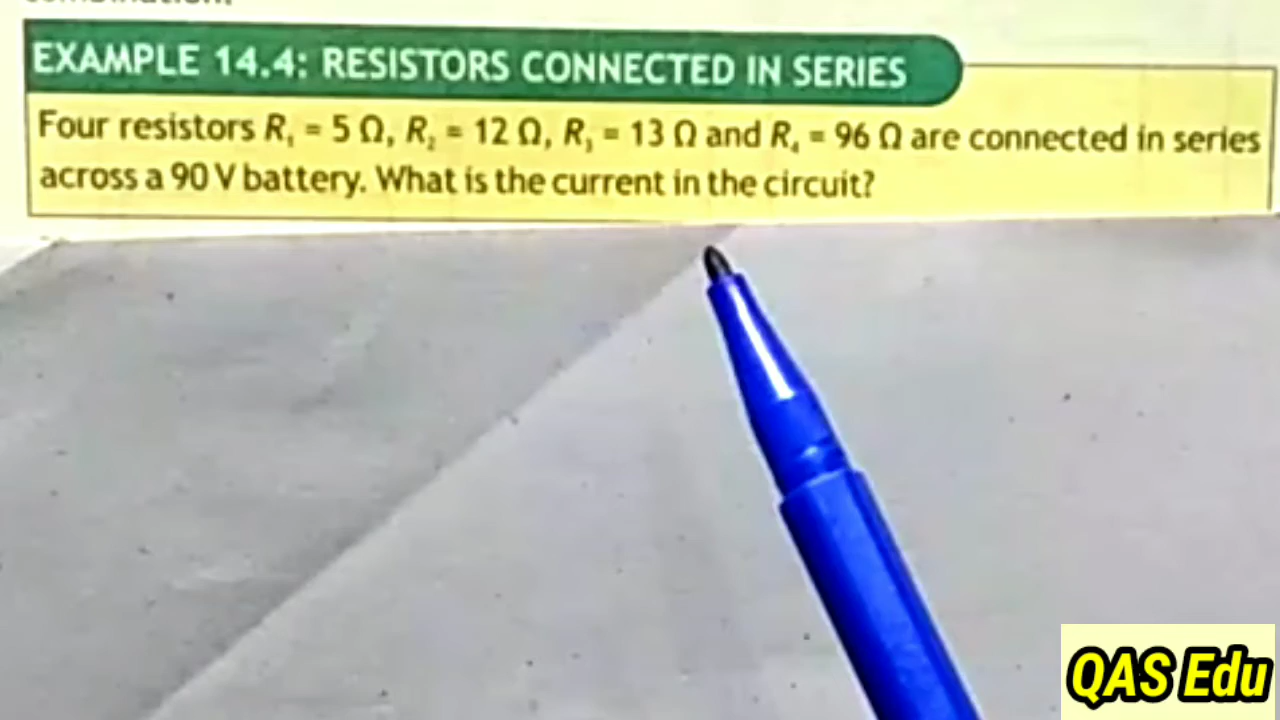 EXAMPLE 14.4: RESISTORS CONNECTED IN SERIES
Four resistors R₁ = 5 Ω, R₂ = 12 Ω, R₃ = 13 Ω and R₄ = 96 Ω are connected in series
across a 90 V battery. What is the current in the circuit?
QAS Edu